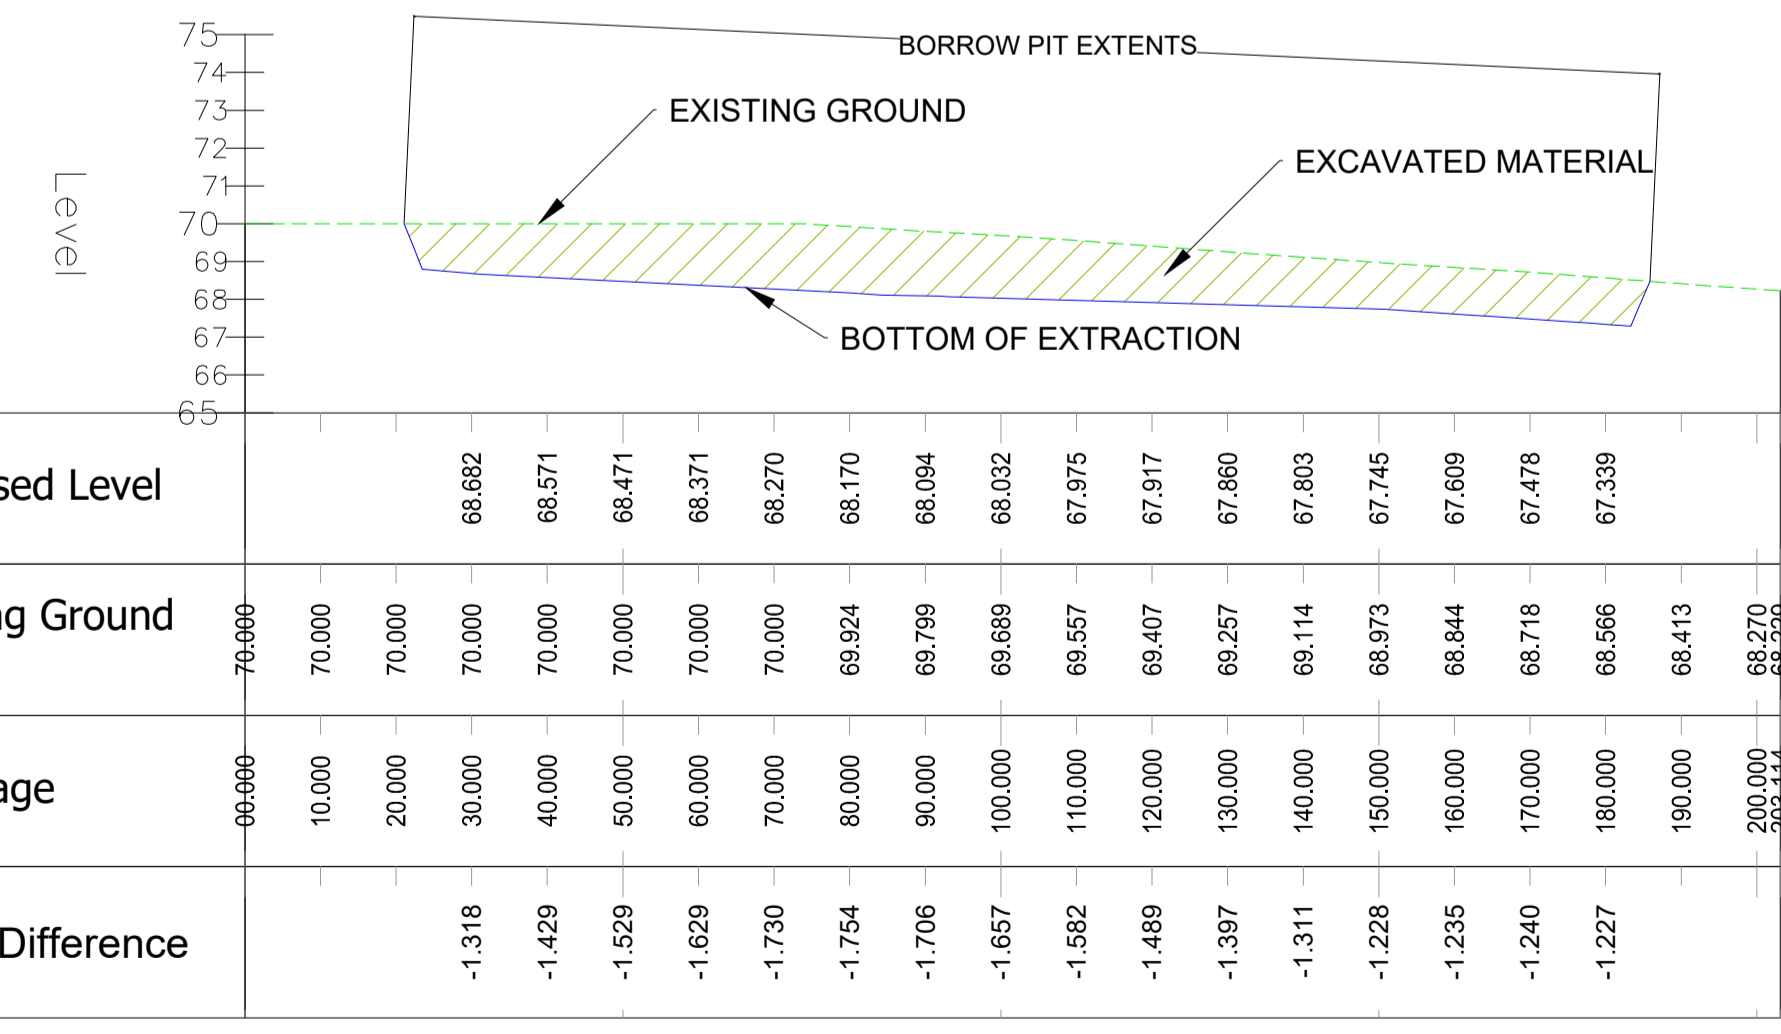 BORROW PIT EXTENTS
75
74
EXISTING GROUND
73
72
EXCAVATED MATERIAL
71
70
Level
69
68
BOTTOM OF EXTRACTION
67
66
65
sed Level
68.682 68.571 68.471 68.371 68.270 68.170 68.094 68.032 67.975 67.917 67.860 67.803 67.745 67.609 67.478 67.339
ng Ground
70.000 70.000 70.000 70.000 70.000 70.000 70.000 70.000 69.924 69.799 69.689 69.557 69.407 69.257 69.114 68.973 68.844 68.718 68.566 68.413 68.270
age
00.000 10.000 20.000 30.000 40.000 50.000 60.000 70.000 80.000 90.000 100.000 110.000 120.000 130.000 140.000 150.000 160.000 170.000 180.000 190.000 200.000
Difference
-1.318 -1.429 -1.529 -1.629 -1.730 -1.754 -1.706 -1.657 -1.582 -1.489 -1.397 -1.311 -1.228 -1.235 -1.240 -1.227